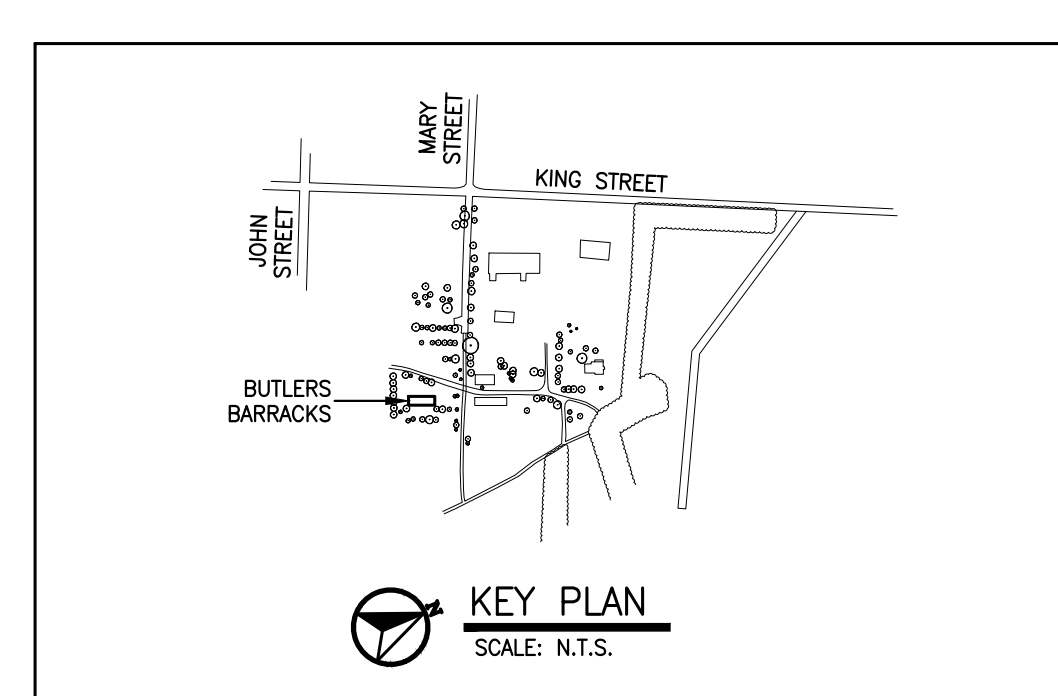 MARY
STREET
KING STREET
JOHN
STREET
BUTLERS
BARRACKS
N
KEY PLAN
SCALE: N.T.S.